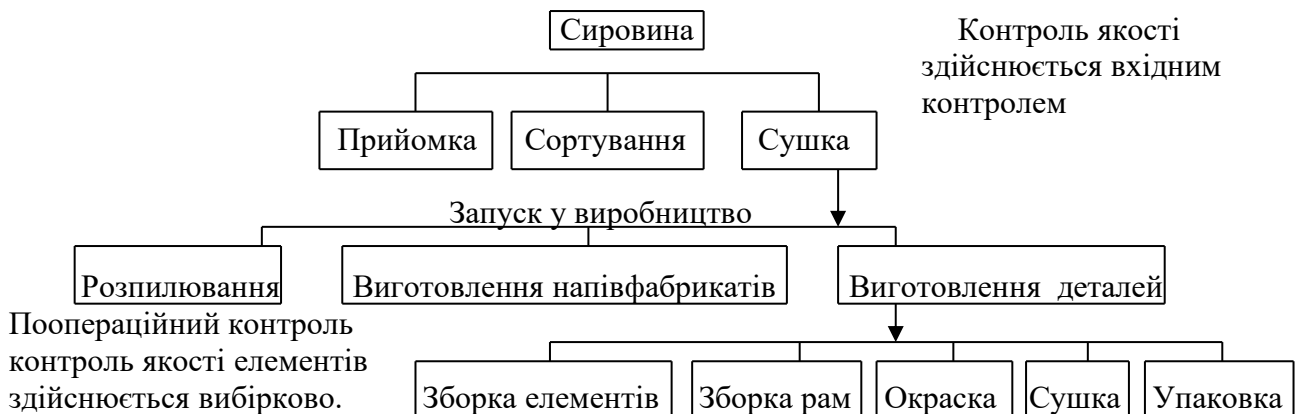 Сировина
Контроль якості
здійснюється вхідним
контролем
Прийомка Сортування Сушка
Запуск у виробництво
Розпилювання Виготовлення напівфабрикатів Виготовлення деталей
Поопераційний контроль
контроль якості елементів
здійснюється вибірково.
Зборка елементів Зборка рам Окраска Сушка Упаковка